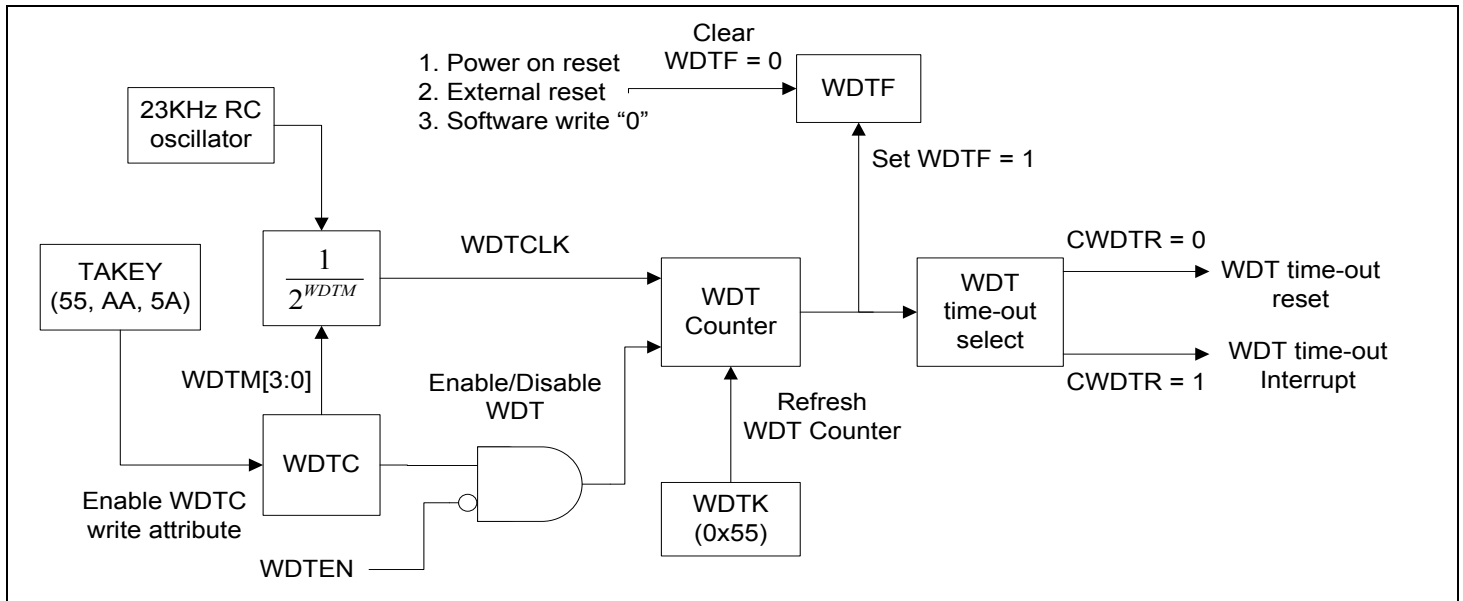 Clear
WDTF = 0
1. Power on reset
2. External reset
3. Software write “0”
WDTF
23KHz RC
oscillator
Set WDTF = 1
TAKEY
(55, AA, 5A)
1
2^WDTM
WDTCLK
WDT
Counter
WDT
time-out
select
CWDTR = 0
WDT time-out
reset
WDT time-out
Interrupt
CWDTR = 1
WDTM[3:0]
Enable/Disable
WDT
Refresh
WDT Counter
WDTC
Enable WDTC
write attribute
WDTK
(0x55)
WDTEN